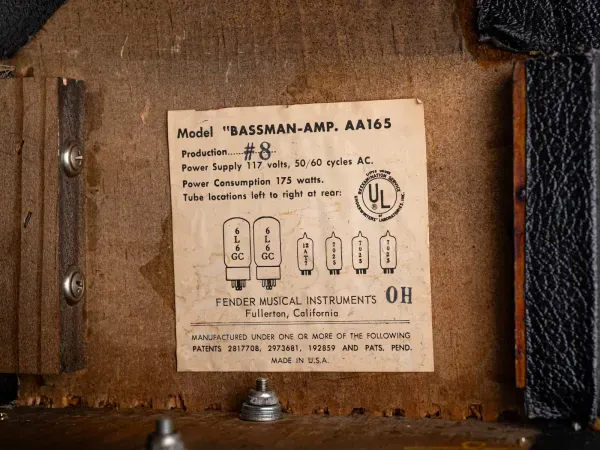 Model "BASSMAN-AMP. AA165
Production......#8
Power Supply 117 volts, 50/60 cycles AC.
Power Consumption 175 watts.
Tube locations left to right at rear:
UL
6L6GC 6L6GC 12AT7 7025 7025 7025
FENDER MUSICAL INSTRUMENTS OH
Fullerton, California
MANUFACTURED UNDER ONE OR MORE OF THE FOLLOWING
PATENTS 2817708, 2973681, 192859 AND PATS. PEND.
MADE IN U.S.A.